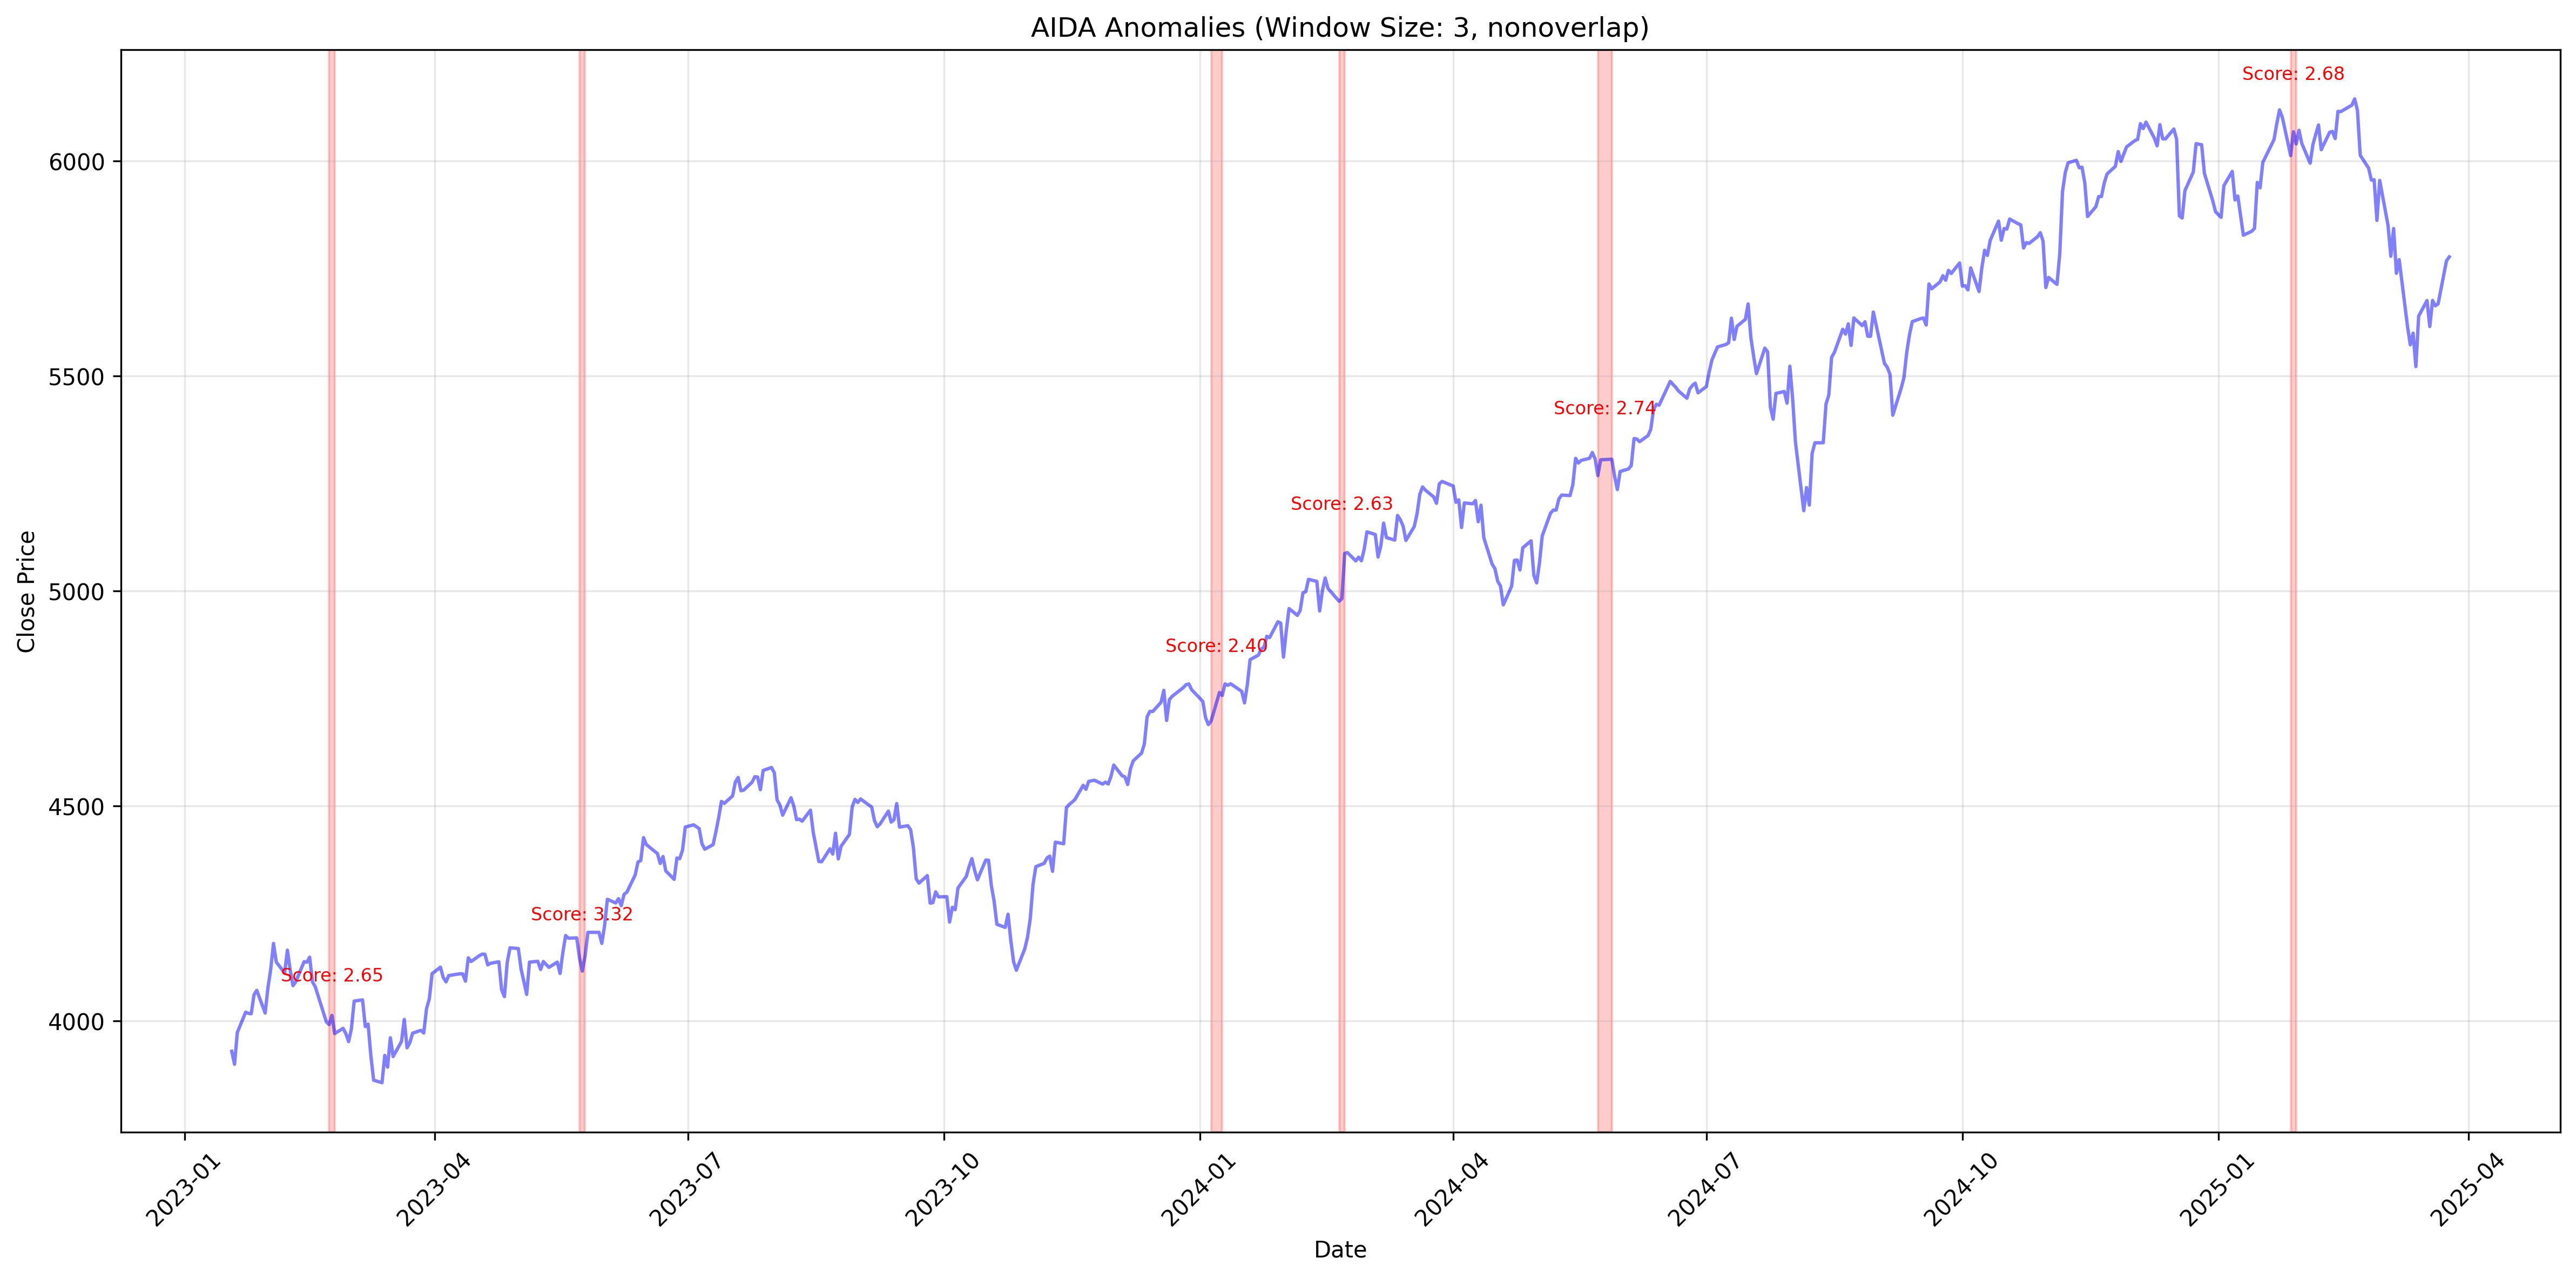 AIDA Anomalies (Window Size: 3, nonoverlap)
Score: 2.68
6000
5500
Score: 2.74
Score: 2.63
5000
Close Price
Score: 2.40
4500
Score: 3.32
Score: 2.65
4000
2023-01
2023-04
2023-07
2023-10
2024-01
2024-04
2024-07
2024-10
2025-01
2025-04
Date